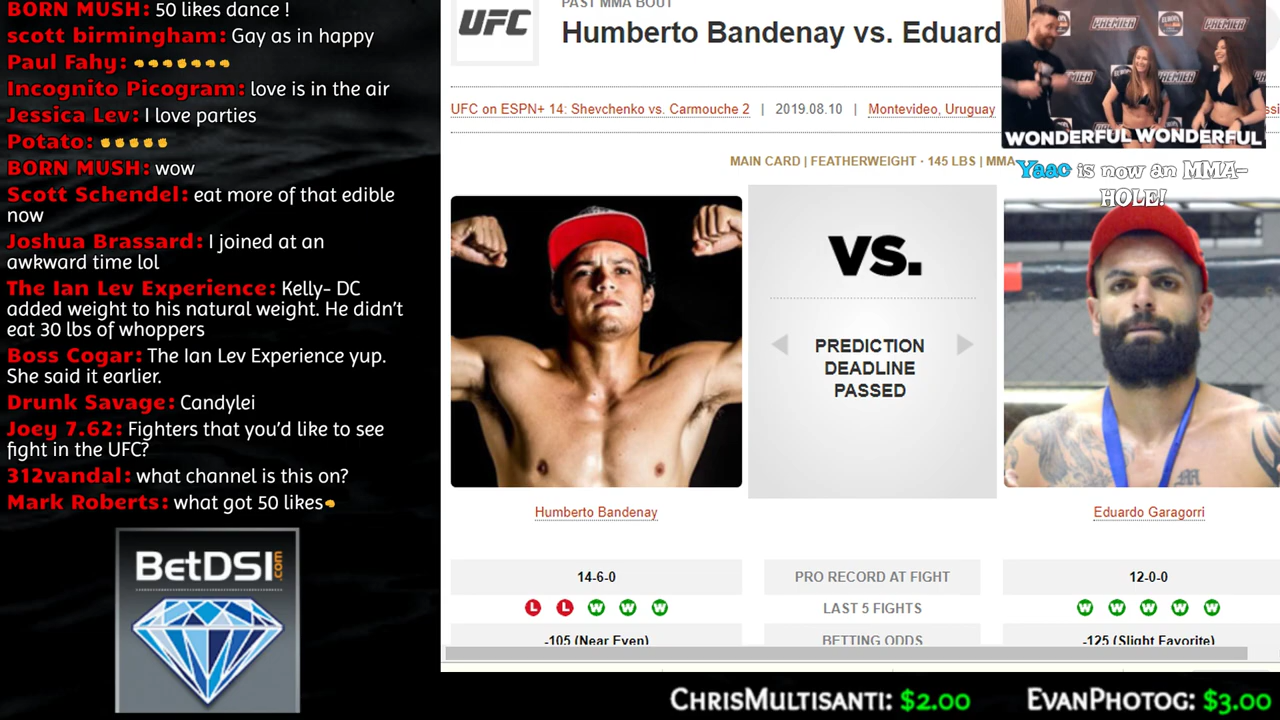 BORN MUSH: 50 likes dance !
scott birmingham: Gay as in happy
Paul Fahy:
Incognito Picogram: love is in the air
Jessica Lev: I love parties
Potato:
BORN MUSH: wow
Scott Schendel: eat more of that edible
now
Joshua Brassard: I joined at an
awkward time lol
The Ian Lev Experience: Kelly- DC
added weight to his natural weight. He didn't
eat 30 lbs of whoppers
Boss Cogar: The Ian Lev Experience yup.
She said it earlier.
Drunk Savage: Candylei
Joey 7.62: Fighters that you'd like to see
fight in the UFC?
312vandal: what channel is this on?
Mark Roberts: what got 50 likes
BetDSI.com
PAST MMA BOUT
UFC
Humberto Bandenay vs. Eduard
UFC on ESPN+ 14: Shevchenko vs. Carmouche 2 | 2019.08.10 | Montevideo, Uruguay
MAIN CARD | FEATHERWEIGHT · 145 LBS | MMA
PREMIER PREMIER
PREMIER
WONDERFUL WONDERFUL
Yaao is now an MMA-
HOLE!
VS.
PREDICTION
DEADLINE
PASSED
Humberto Bandenay
Eduardo Garagorri
14-6-0 PRO RECORD AT FIGHT 12-0-0
L L W W W LAST 5 FIGHTS W W W W W
-105 (Near Even) BETTING ODDS -125 (Slight Favorite)
ChrisMultisanti: $2.00 EvanPhotog: $3.00